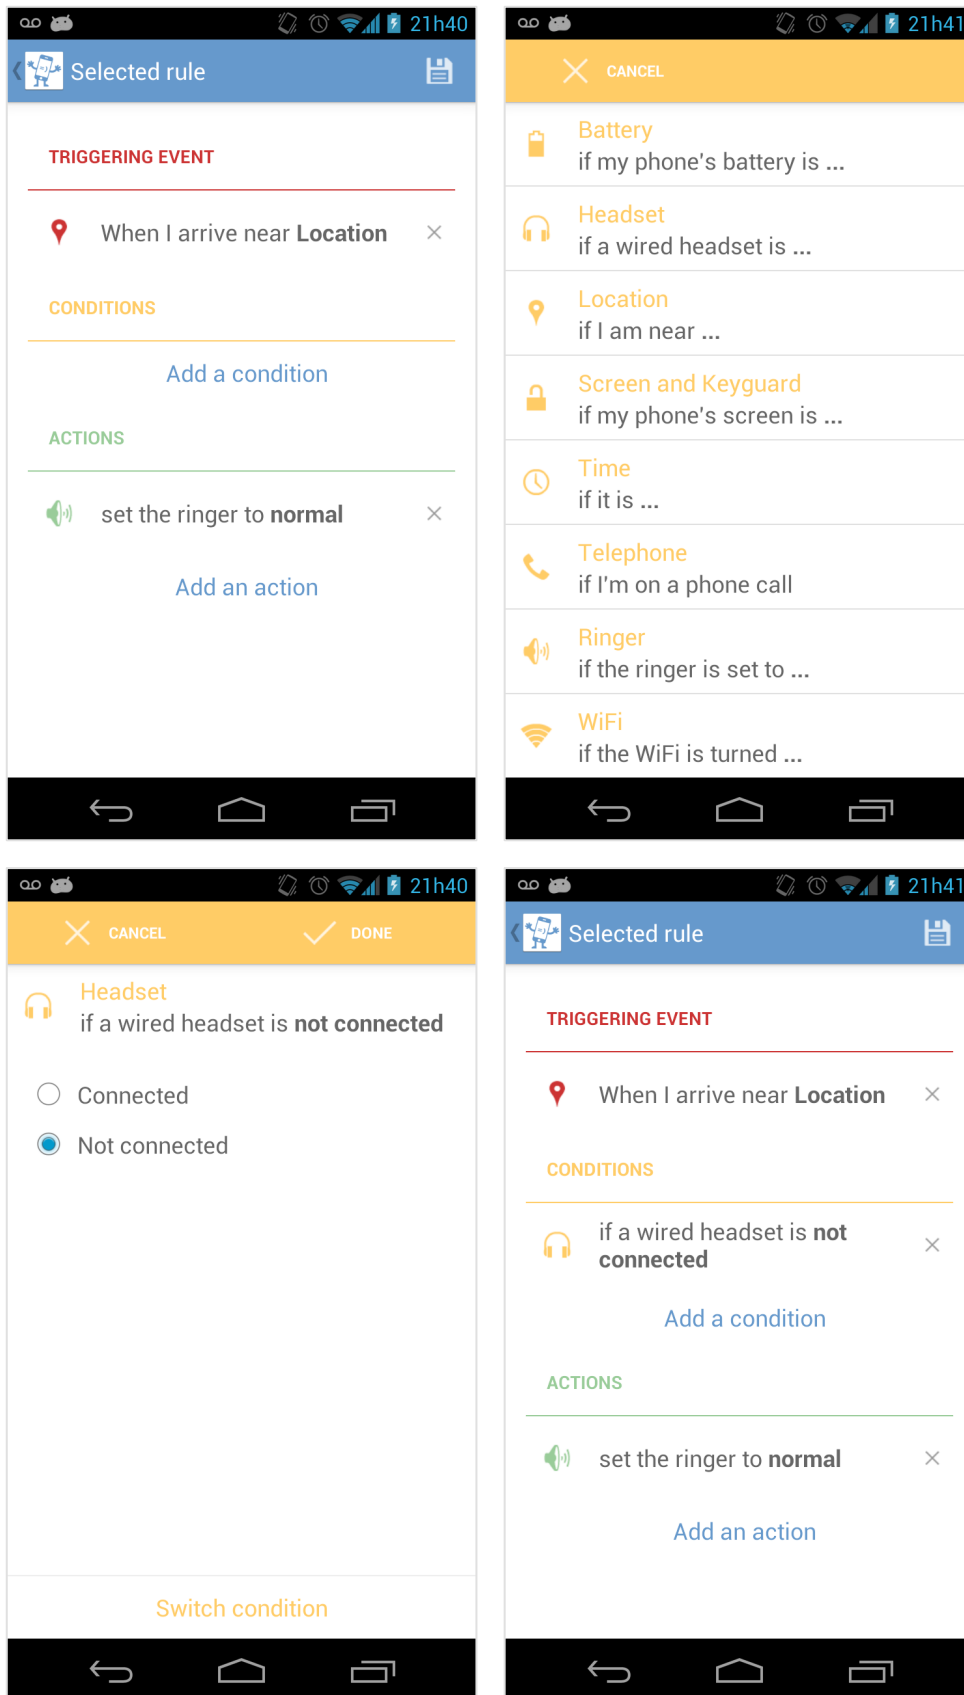 21h40
Selected rule
TRIGGERING EVENT
When I arrive near Location
CONDITIONS
Add a condition
ACTIONS
set the ringer to normal
Add an action
21h41
CANCEL
Battery
if my phone's battery is ...
Headset
if a wired headset is ...
Location
if I am near ...
Screen and Keyguard
if my phone's screen is ...
Time
if it is ...
Telephone
if I'm on a phone call
Ringer
if the ringer is set to ...
WiFi
if the WiFi is turned ...
21h40
CANCEL DONE
Headset
if a wired headset is not connected
Connected
Not connected
Switch condition
21h41
Selected rule
TRIGGERING EVENT
When I arrive near Location
CONDITIONS
if a wired headset is not
connected
Add a condition
ACTIONS
set the ringer to normal
Add an action